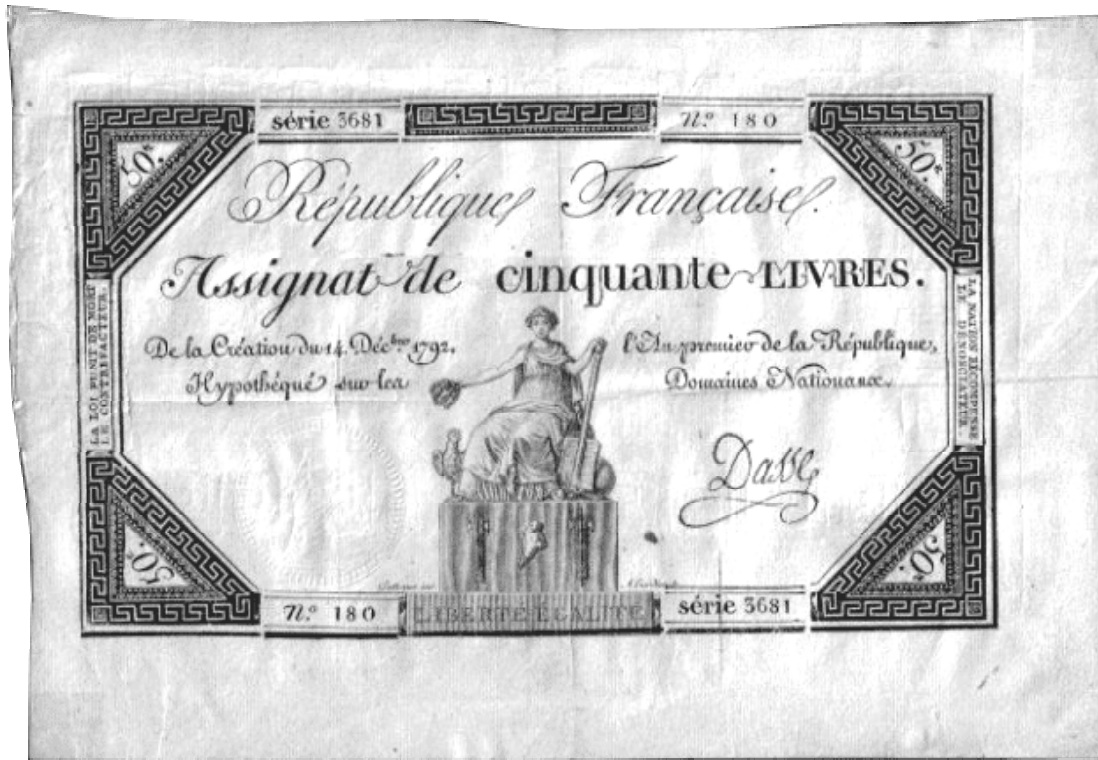 série 3681
N.º 180
50.
50.
République Française.
Assignat de cinquante LIVRES.
De la Création du 14. Déc.bre 1792.
l'An premier de la République,
Hypothéqué sur les
Domaines Nationaux.
LA LOI PUNIT DE MORT
LE CONTREFACTEUR.
LA NATION RÉCOMPENSE
LE DÉNONCIATEUR.
50.
50.
N.º 180
LIBERTÉ ÉGALITÉ
série 3681